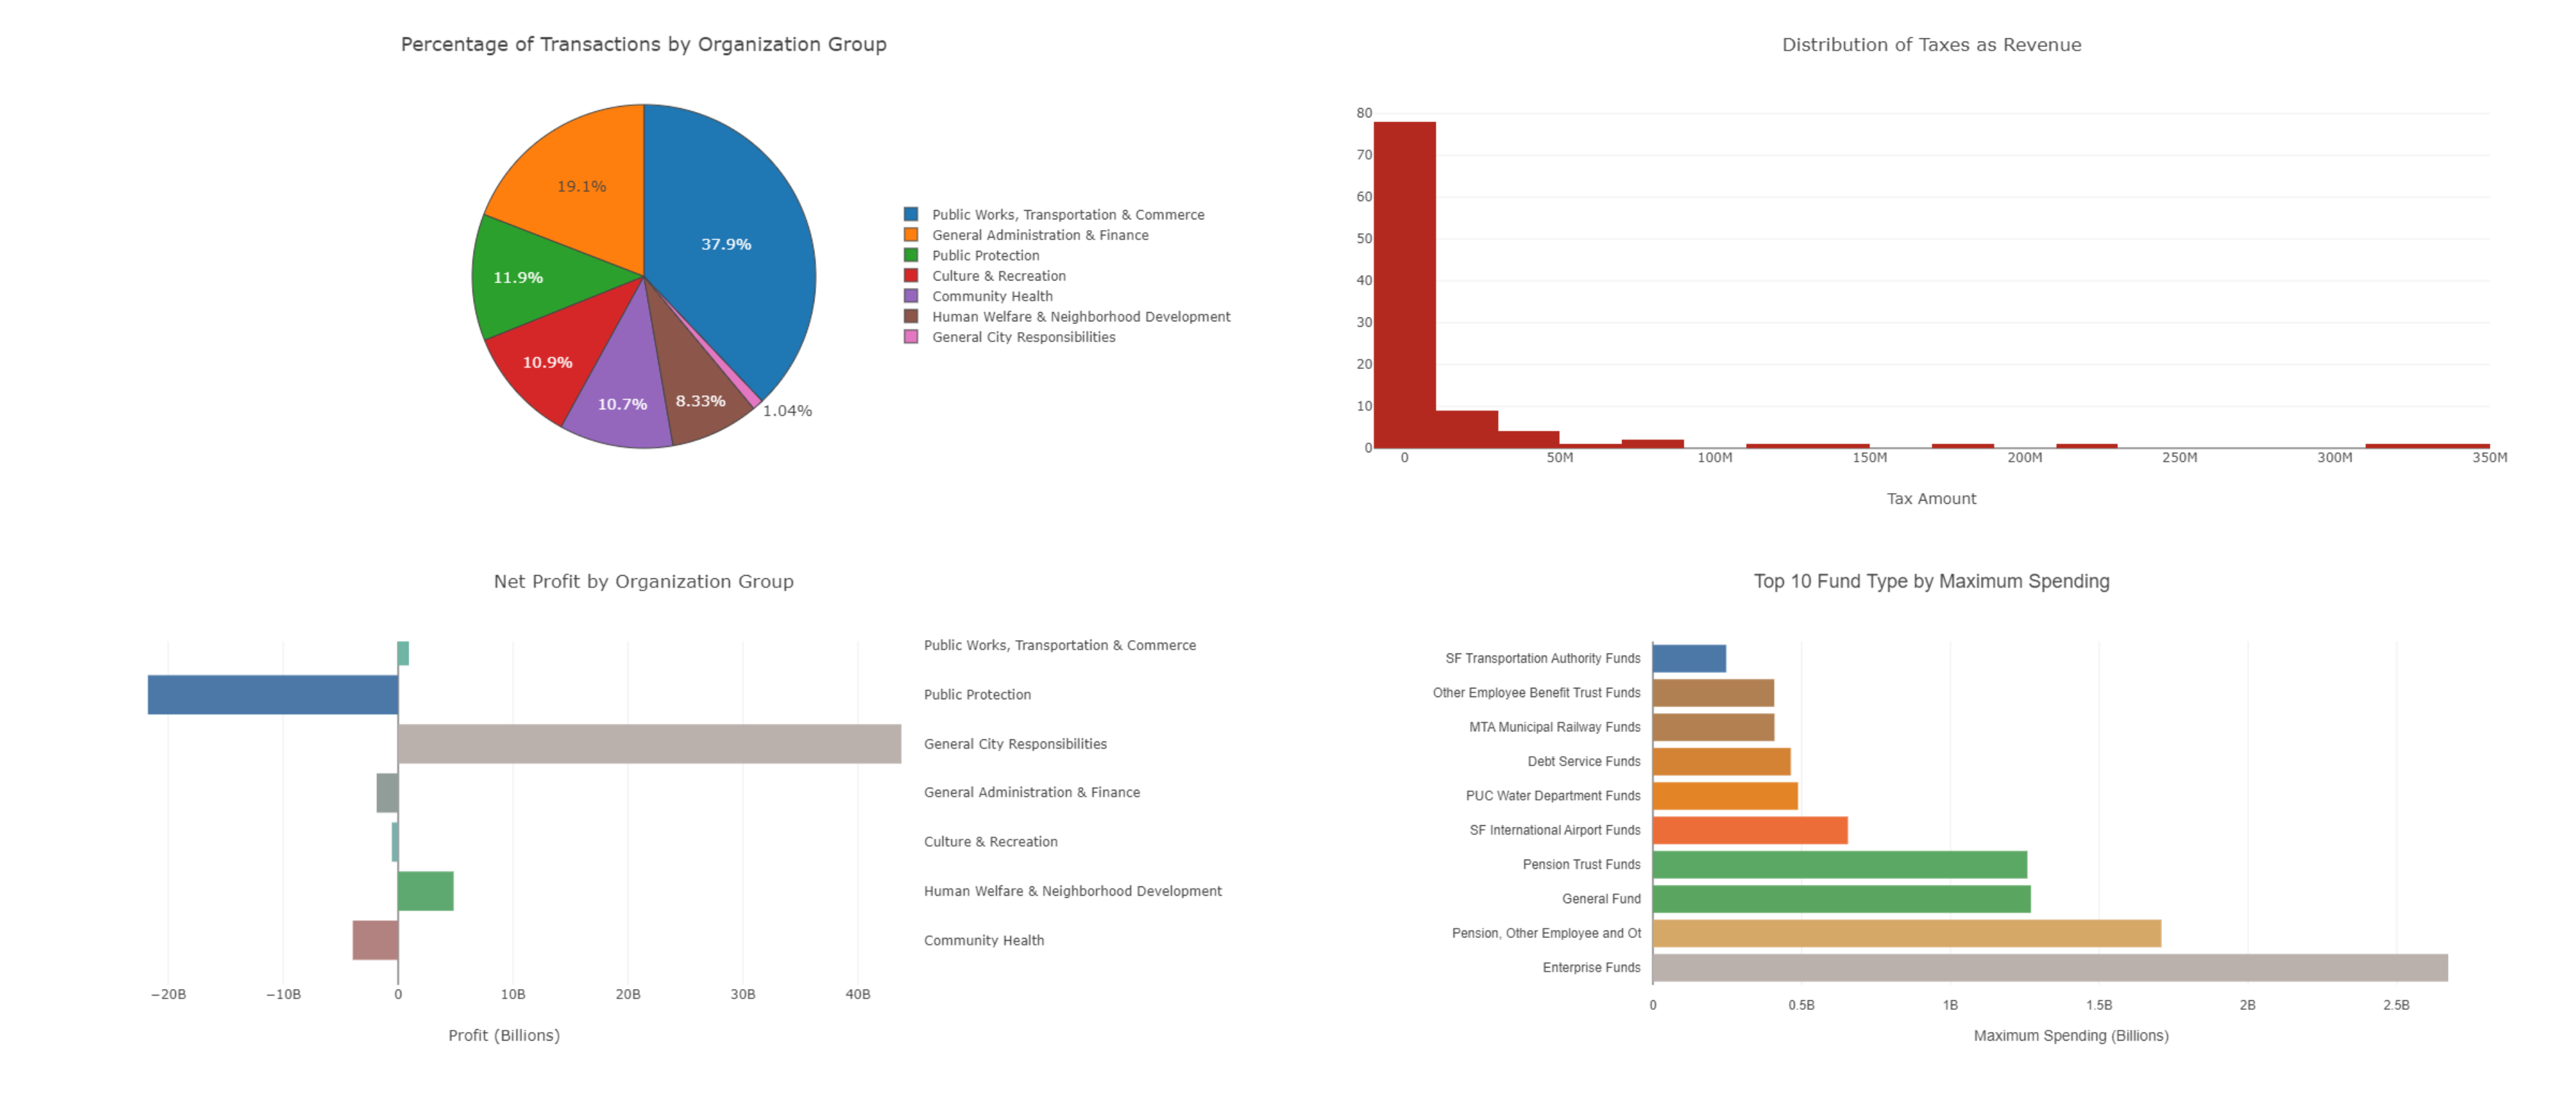 Percentage of Transactions by Organization Group
19.1%
37.9%
11.9%
10.9%
10.7%
8.33%
1.04%
Public Works, Transportation & Commerce
General Administration & Finance
Public Protection
Culture & Recreation
Community Health
Human Welfare & Neighborhood Development
General City Responsibilities
Distribution of Taxes as Revenue
80
70
60
50
40
30
20
10
0
0 50M 100M 150M 200M 250M 300M 350M
Tax Amount
Net Profit by Organization Group
Public Works, Transportation & Commerce
Public Protection
General City Responsibilities
General Administration & Finance
Culture & Recreation
Human Welfare & Neighborhood Development
Community Health
−20B −10B 0 10B 20B 30B 40B
Profit (Billions)
Top 10 Fund Type by Maximum Spending
SF Transportation Authority Funds
Other Employee Benefit Trust Funds
MTA Municipal Railway Funds
Debt Service Funds
PUC Water Department Funds
SF International Airport Funds
Pension Trust Funds
General Fund
Pension, Other Employee and Ot
Enterprise Funds
0 0.5B 1B 1.5B 2B 2.5B
Maximum Spending (Billions)